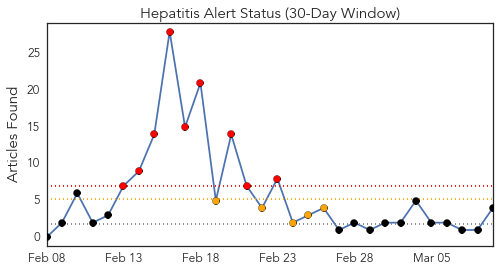 Hepatitis Alert Status (30-Day Window)
Articles Found
25
20
15
10
5
0
Feb 08 Feb 13 Feb 18 Feb 23 Feb 28 Mar 05